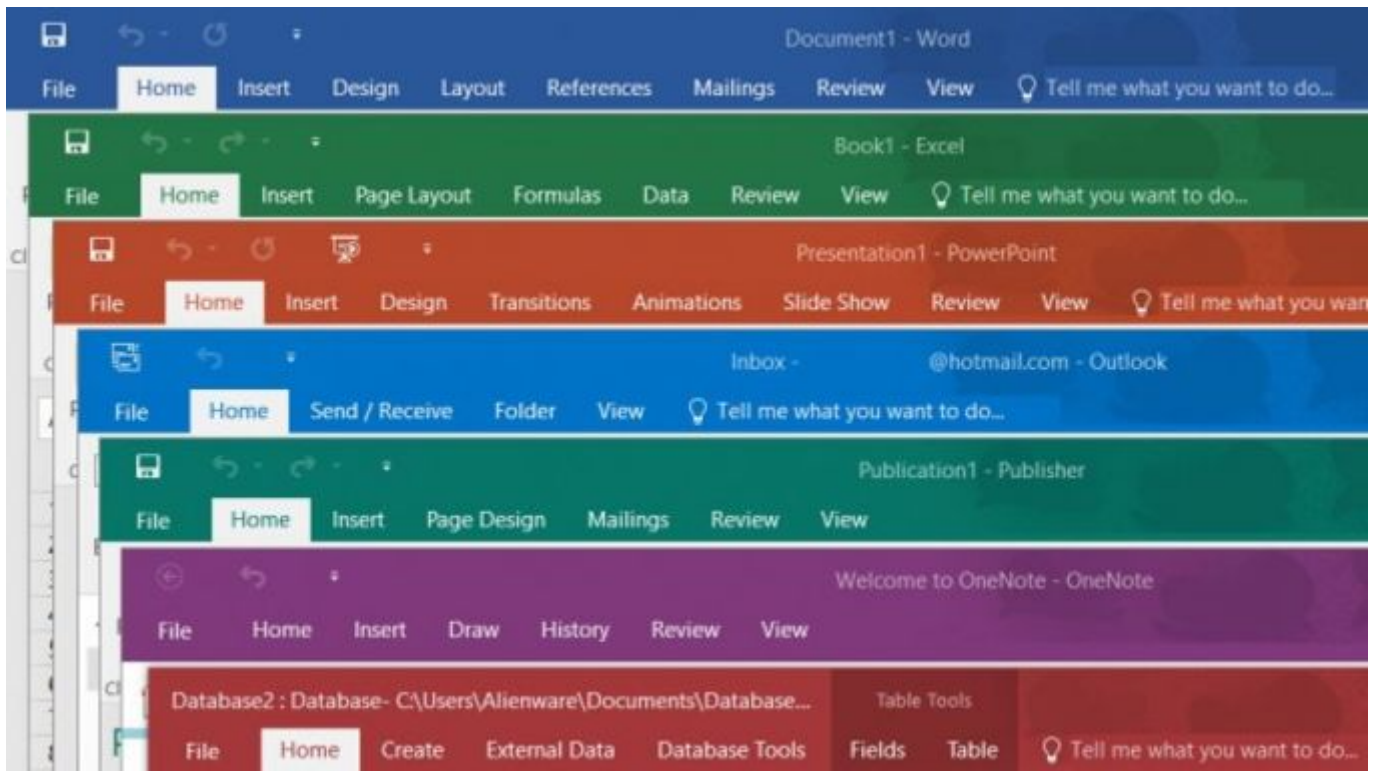 Document1 - Word
File Home Insert Design Layout References Mailings Review View Tell me what you want to do...
Book1 - Excel
File Home Insert Page Layout Formulas Data Review View Tell me what you want to do...
Presentation1 - PowerPoint
File Home Insert Design Transitions Animations Slide Show Review View Tell me what you wan
Inbox - @hotmail.com - Outlook
File Home Send / Receive Folder View Tell me what you want to do...
Publication1 - Publisher
File Home Insert Page Design Mailings Review View
Welcome to OneNote - OneNote
File Home Insert Draw History Review View
Database2 : Database- C:\Users\Alienware\Documents\Database... Table Tools
File Home Create External Data Database Tools Fields Table Tell me what you want to do...